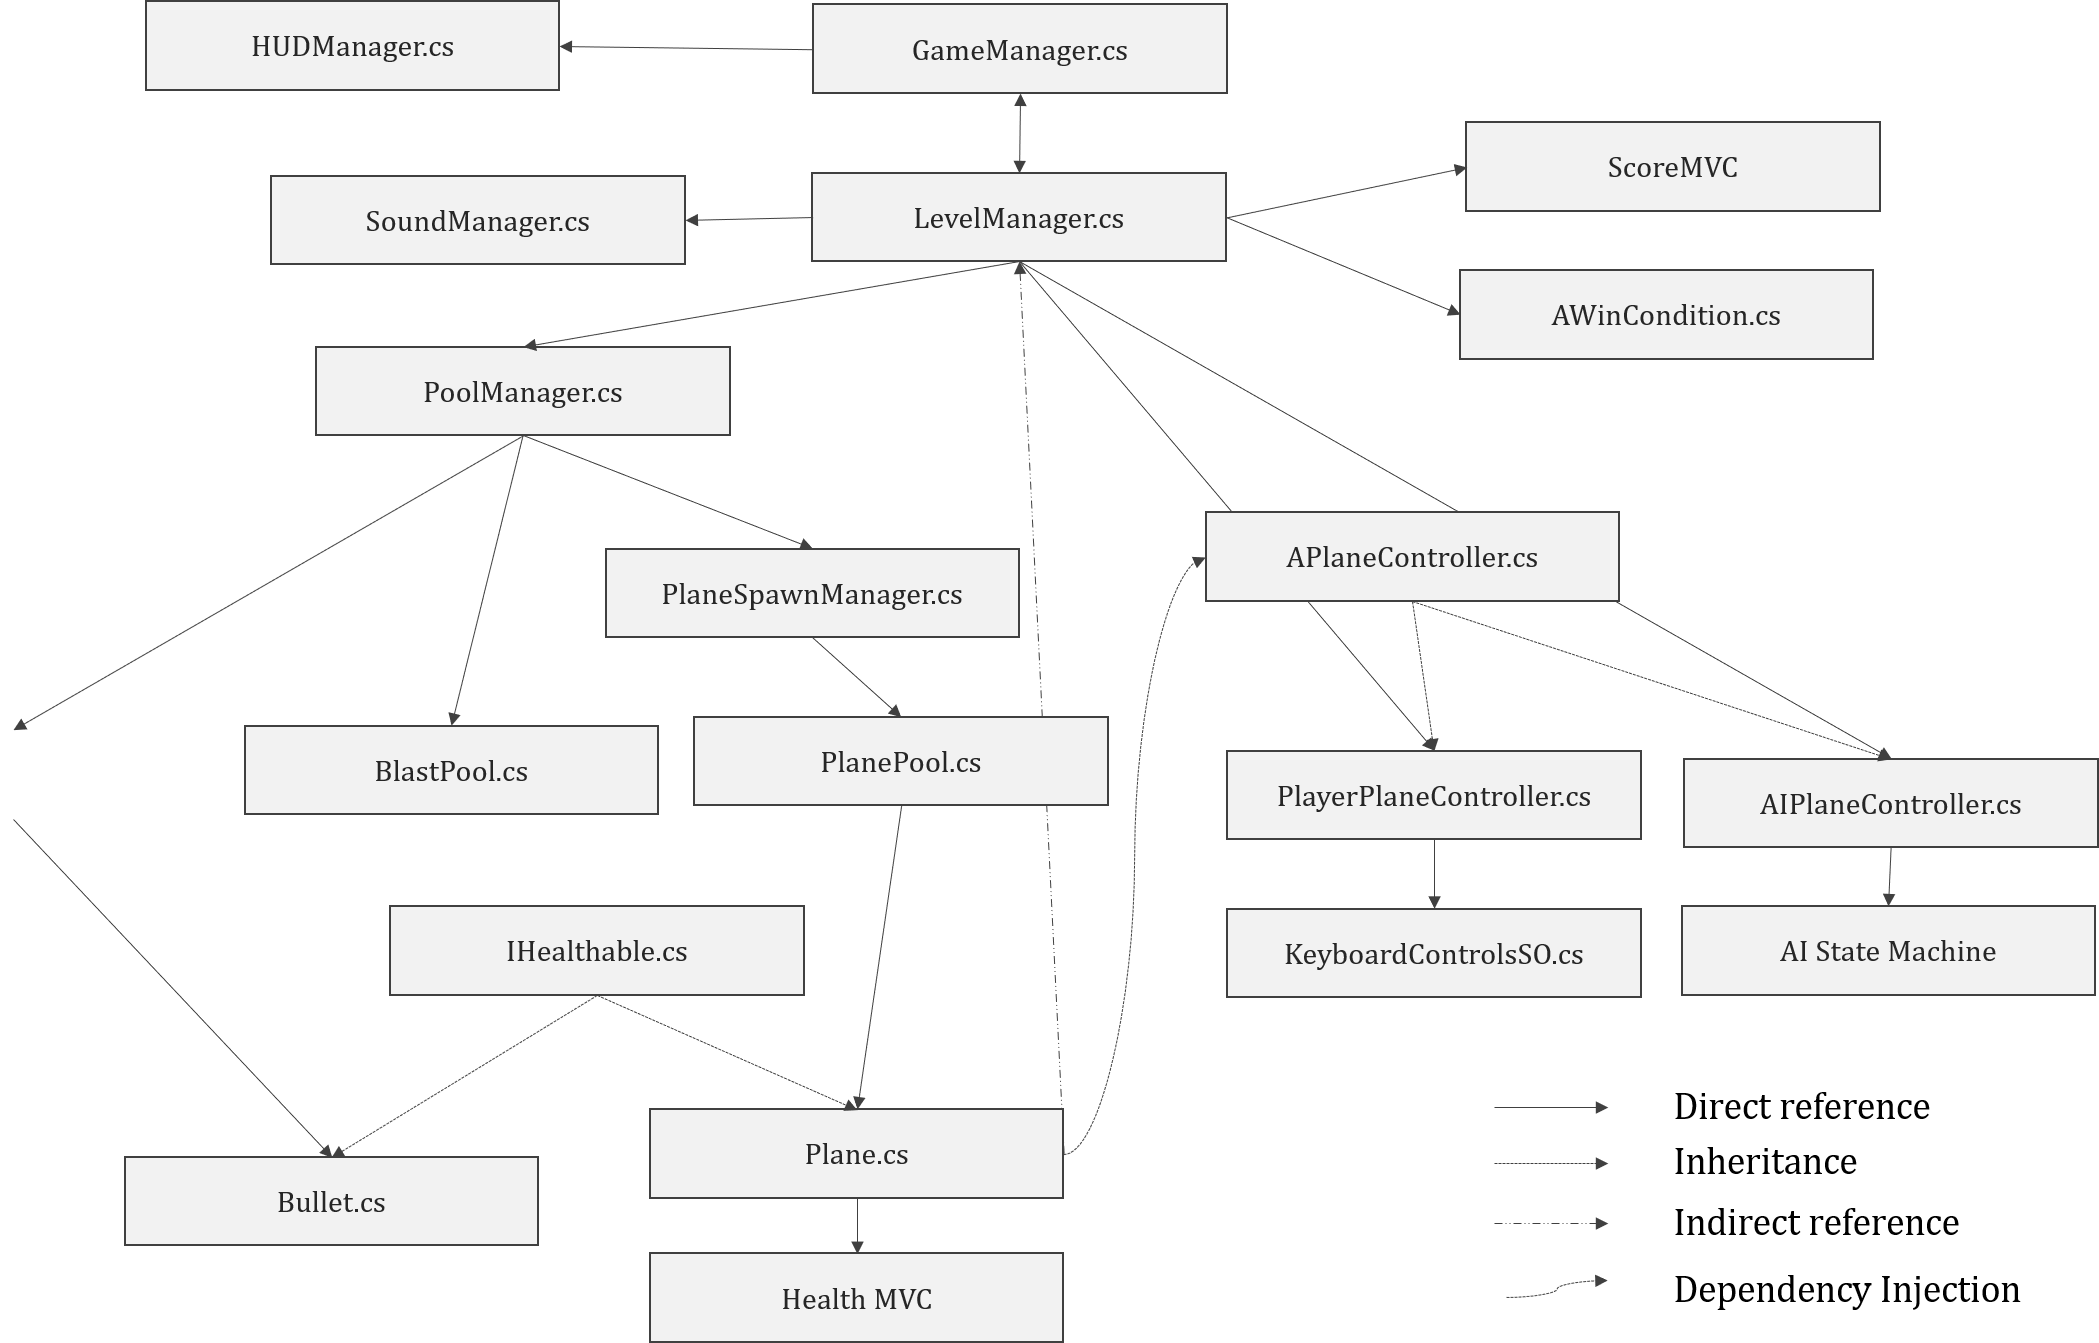 HUDManager.cs
GameManager.cs
ScoreMVC
SoundManager.cs
LevelManager.cs
AWinCondition.cs
PoolManager.cs
APlaneController.cs
PlaneSpawnManager.cs
BlastPool.cs
PlanePool.cs
PlayerPlaneController.cs
AIPlaneController.cs
IHealthable.cs
KeyboardControlsSO.cs
AI State Machine
Plane.cs
Bullet.cs
Health MVC
Direct reference
Inheritance
Indirect reference
Dependency Injection